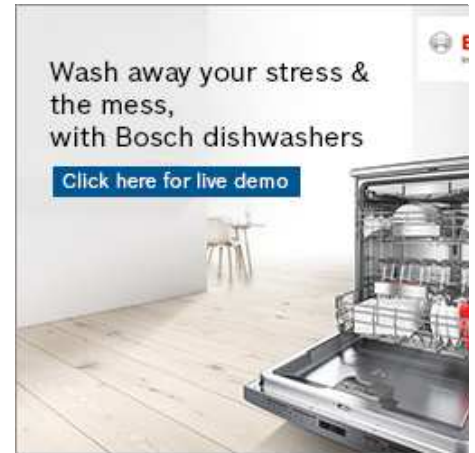 Wash away your stress &
the mess,
with Bosch dishwashers
Click here for live demo